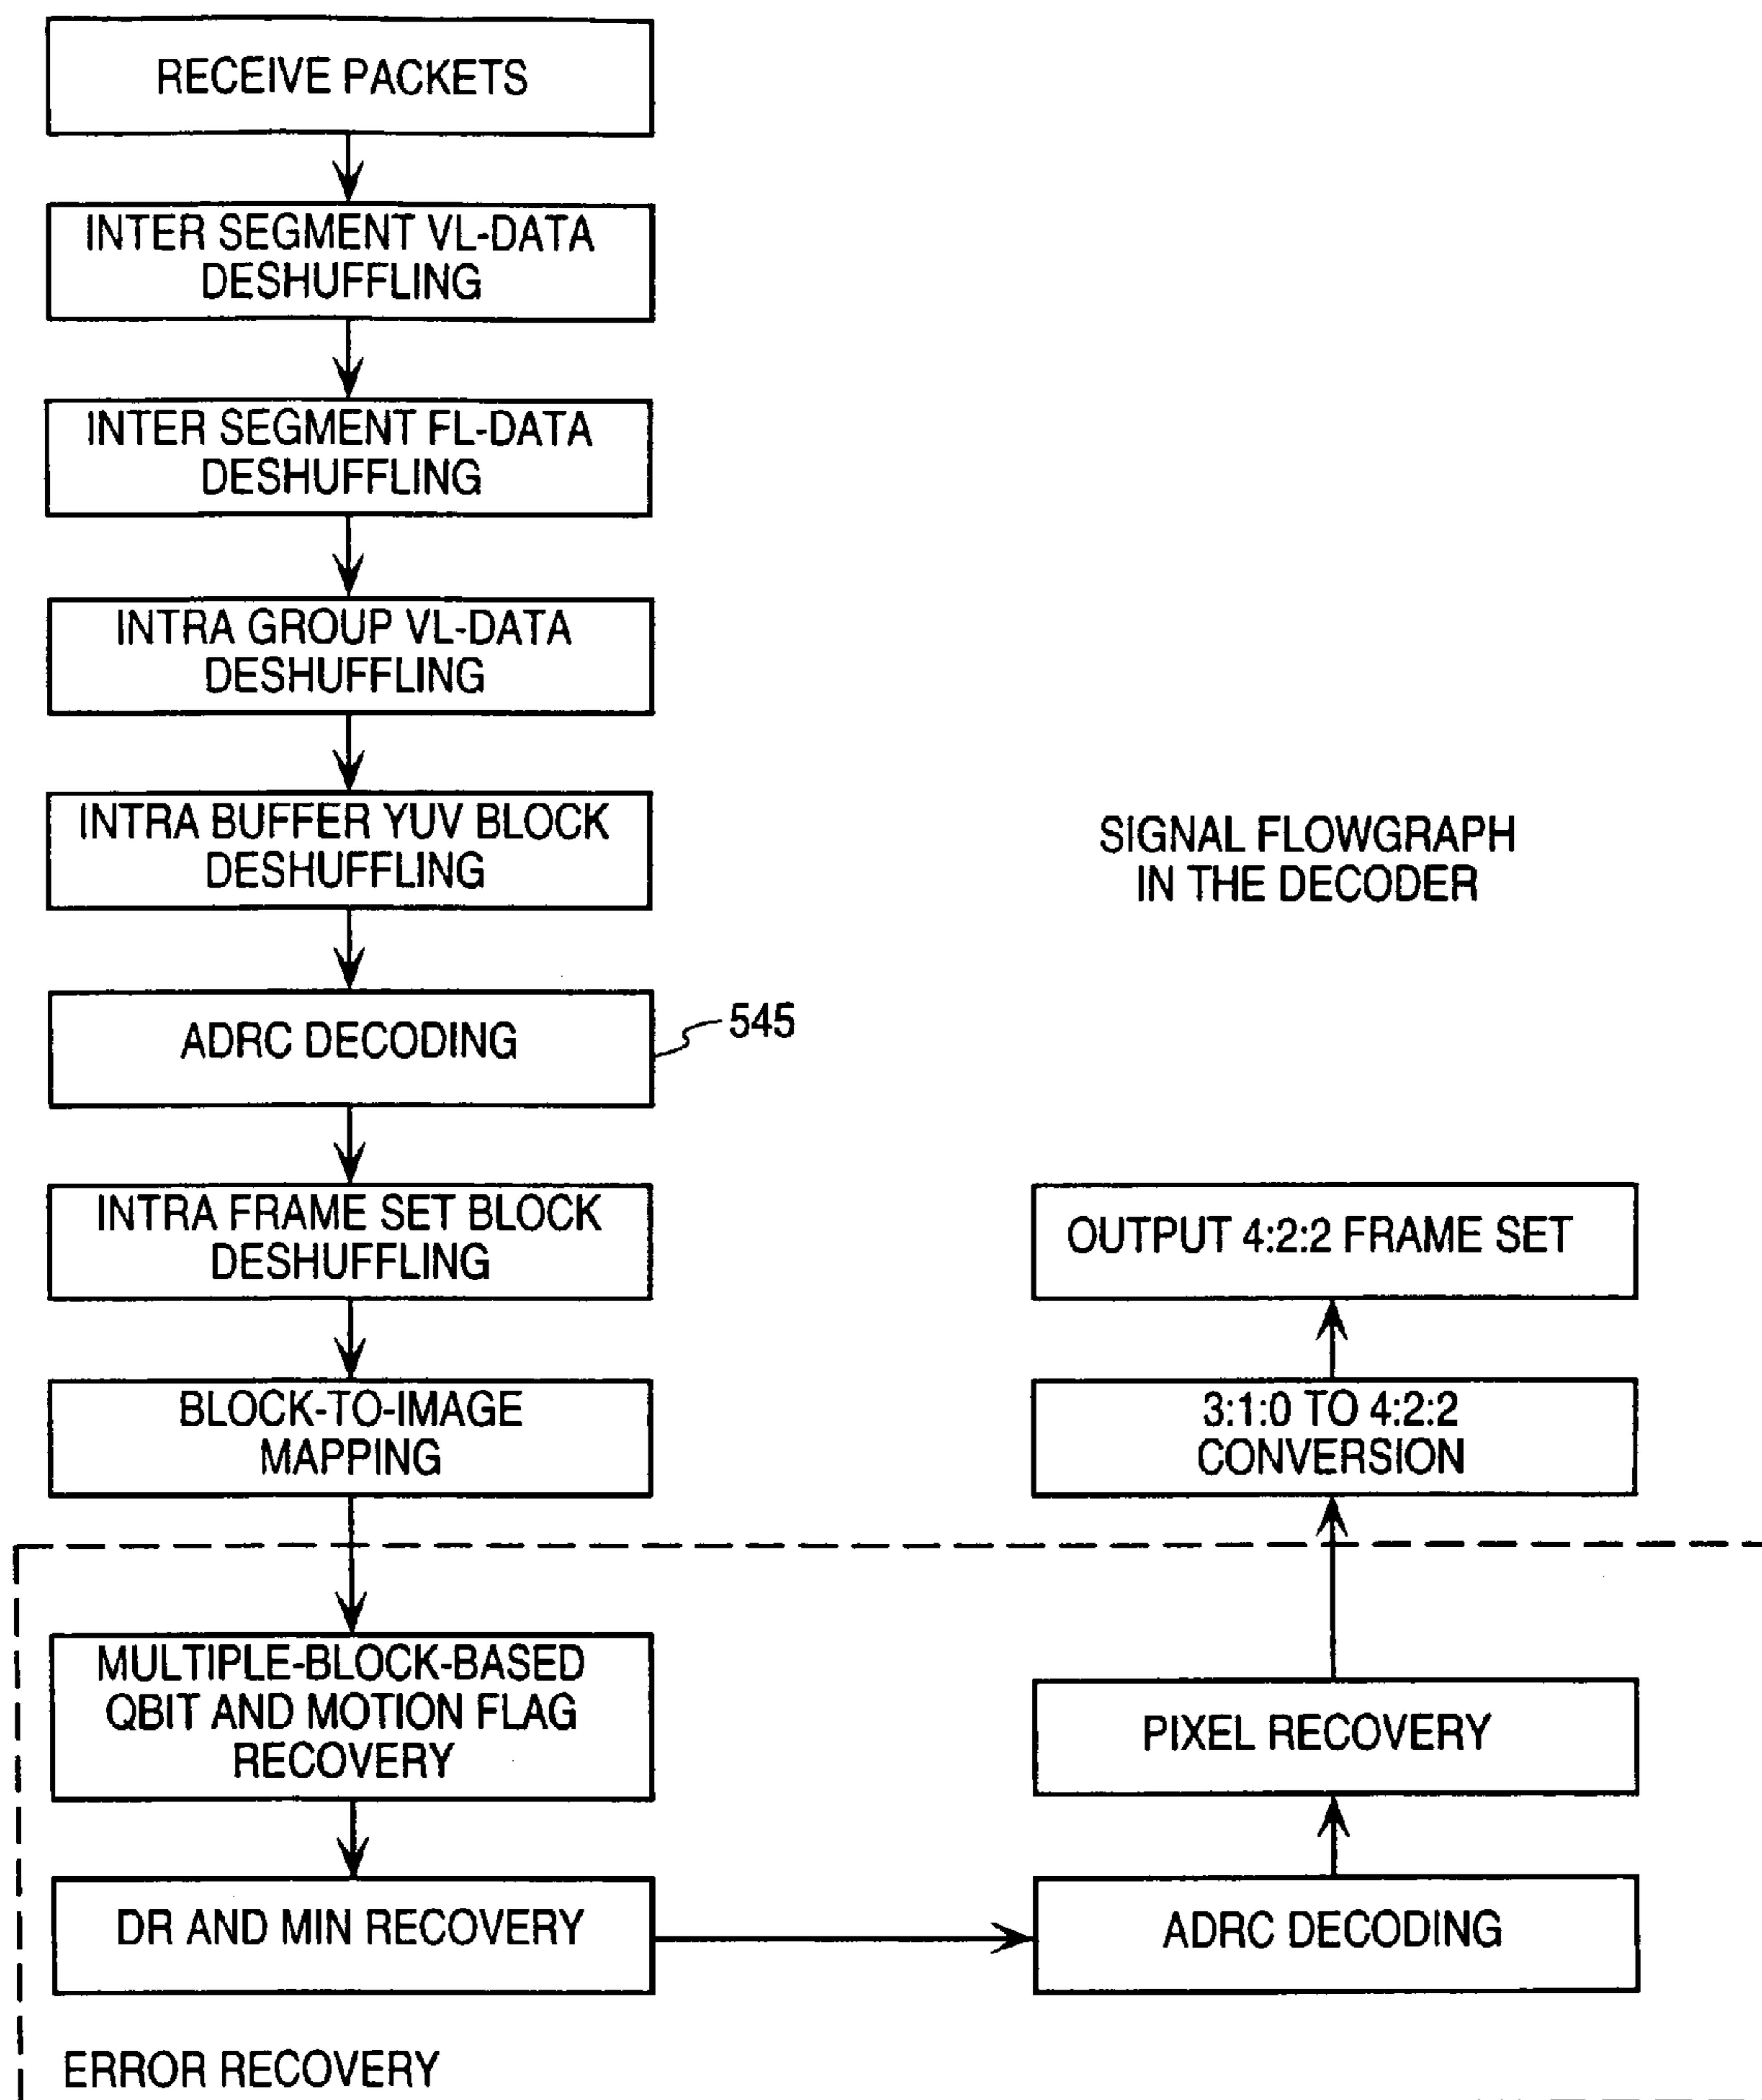 RECEIVE PACKETS
INTER SEGMENT VL-DATA
DESHUFFLING
INTER SEGMENT FL-DATA
DESHUFFLING
INTRA GROUP VL-DATA
DESHUFFLING
INTRA BUFFER YUV BLOCK
DESHUFFLING
SIGNAL FLOWGRAPH
IN THE DECODER
ADRC DECODING
545
INTRA FRAME SET BLOCK
DESHUFFLING
BLOCK-TO-IMAGE
MAPPING
MULTIPLE-BLOCK-BASED
QBIT AND MOTION FLAG
RECOVERY
DR AND MIN RECOVERY
ADRC DECODING
PIXEL RECOVERY
3:1:0 TO 4:2:2
CONVERSION
OUTPUT 4:2:2 FRAME SET
ERROR RECOVERY